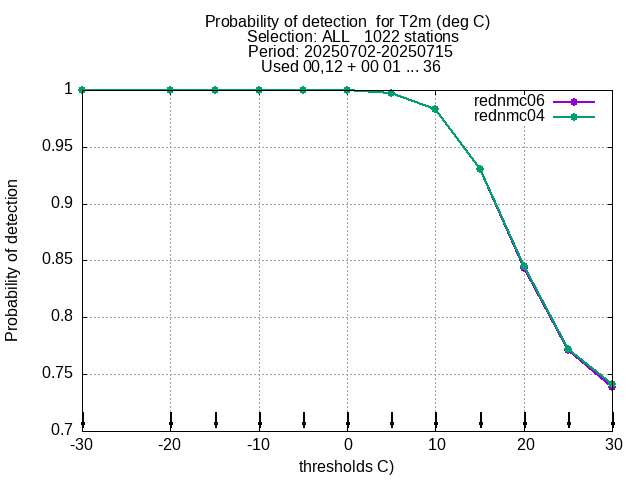 Probability of detection  for T2m (deg C)
Selection: ALL   1022 stations
Period: 20250702-20250715
Used 00,12 + 00 01 ... 36
rednmc06
rednmc04
Probability of detection
1
0.95
0.9
0.85
0.8
0.75
0.7
-30
-20
-10
0
10
20
30
thresholds C)